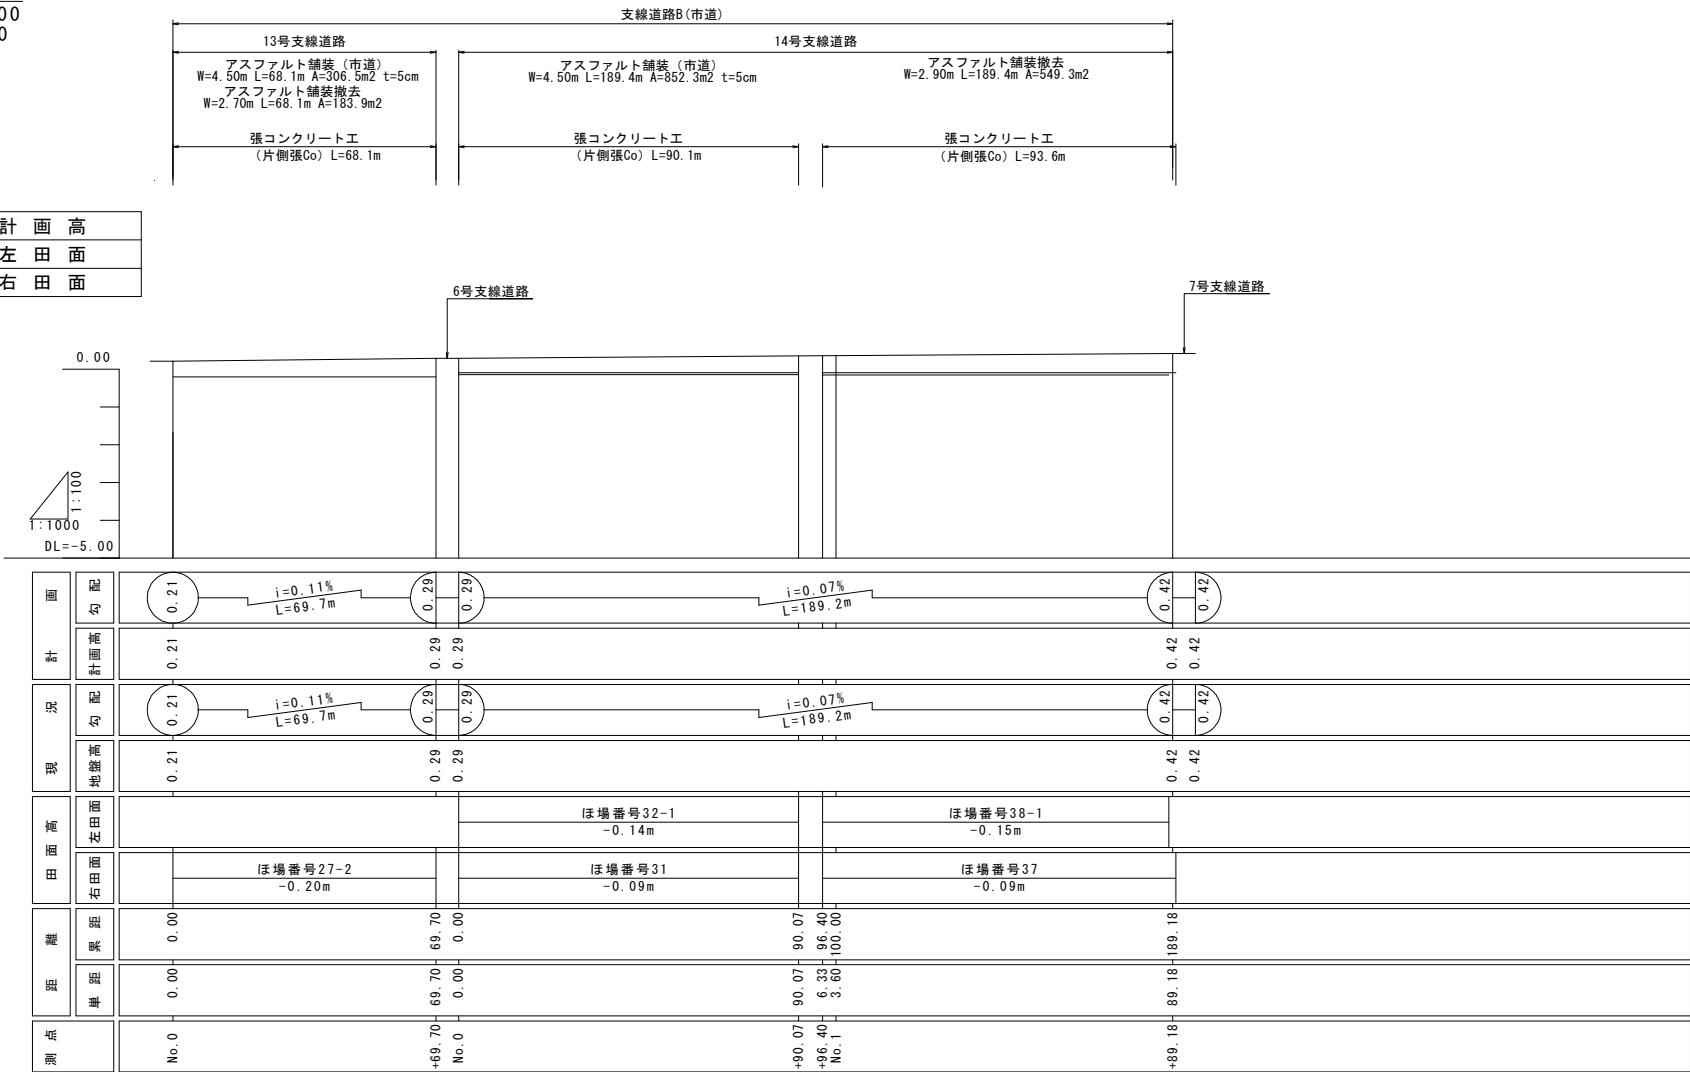 00
0
支線道路B(市道)
13号支線道路
14号支線道路
アスファルト舗装（市道）
W=4.50m L=68.1m A=306.5m2 t=5cm
アスファルト舗装撤去
W=2.70m L=68.1m A=183.9m2
アスファルト舗装（市道）
W=4.50m L=189.4m A=852.3m2 t=5cm
アスファルト舗装撤去
W=2.90m L=189.4m A=549.3m2
張コンクリート工
(片側張Co) L=68.1m
張コンクリート工
(片側張Co) L=90.1m
張コンクリート工
(片側張Co) L=93.6m
計画高
左田面
右田面
6号支線道路
7号支線道路
0.00
1:100
1:1000
DL=-5.00
計画
勾配
0.21
i=0.11%
L=69.7m
0.29
0.29
i=0.07%
L=189.2m
0.42
0.42
計画高
0.21
0.29
0.29
0.42
0.42
現況
勾配
0.21
i=0.11%
L=69.7m
0.29
0.29
i=0.07%
L=189.2m
0.42
0.42
地盤高
0.21
0.29
0.29
0.42
0.42
田面高
左田面
ほ場番号32-1
-0.14m
ほ場番号38-1
-0.15m
右田面
ほ場番号27-2
-0.20m
ほ場番号31
-0.09m
ほ場番号37
-0.09m
距離
累距
0.00
69.70
0.00
90.07
96.40
100.00
189.18
単距
0.00
69.70
0.00
90.07
6.33
3.60
89.18
測点
No.0
+69.70
No.0
+90.07
+96.40
No.1
+89.18